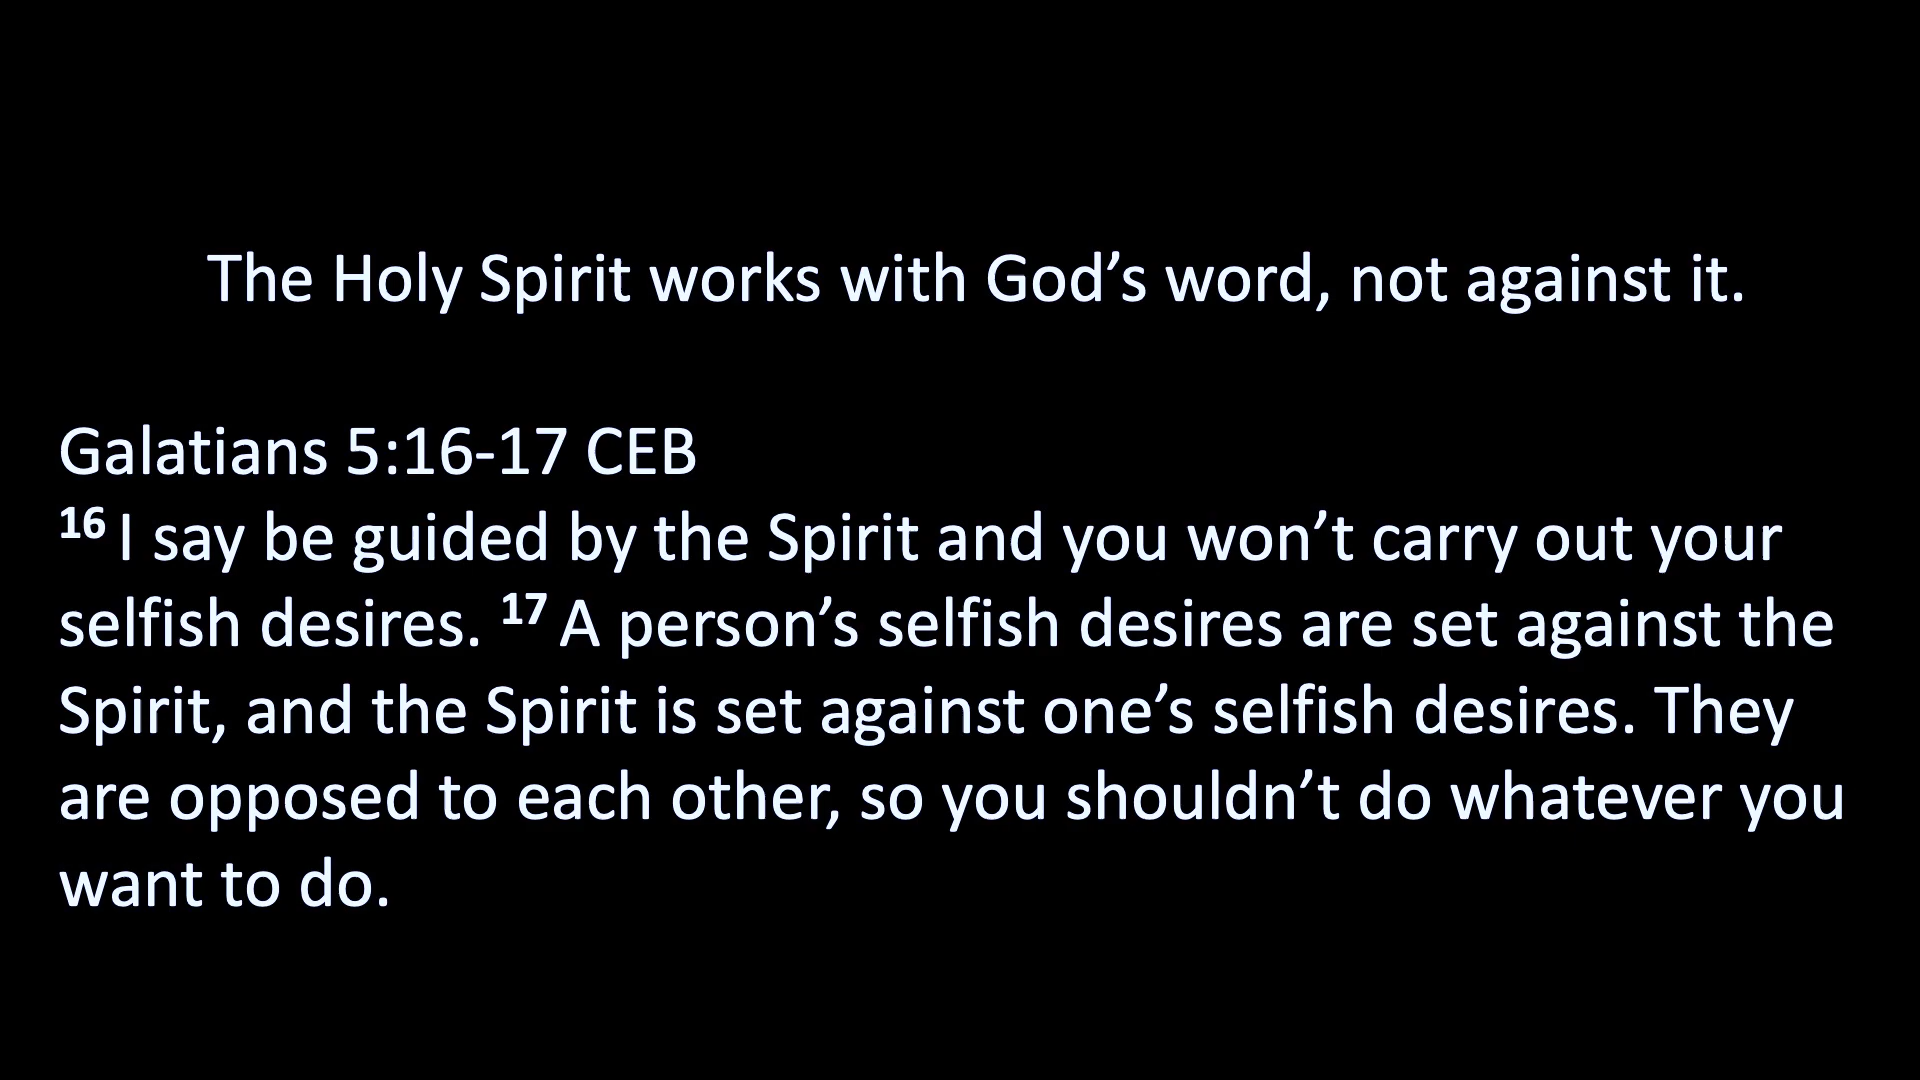 The Holy Spirit works with God’s word, not against it.
Galatians 5:16-17 CEB
16 I say be guided by the Spirit and you won’t carry out your
selfish desires. 17 A person’s selfish desires are set against the
Spirit, and the Spirit is set against one’s selfish desires. They
are opposed to each other, so you shouldn’t do whatever you
want to do.